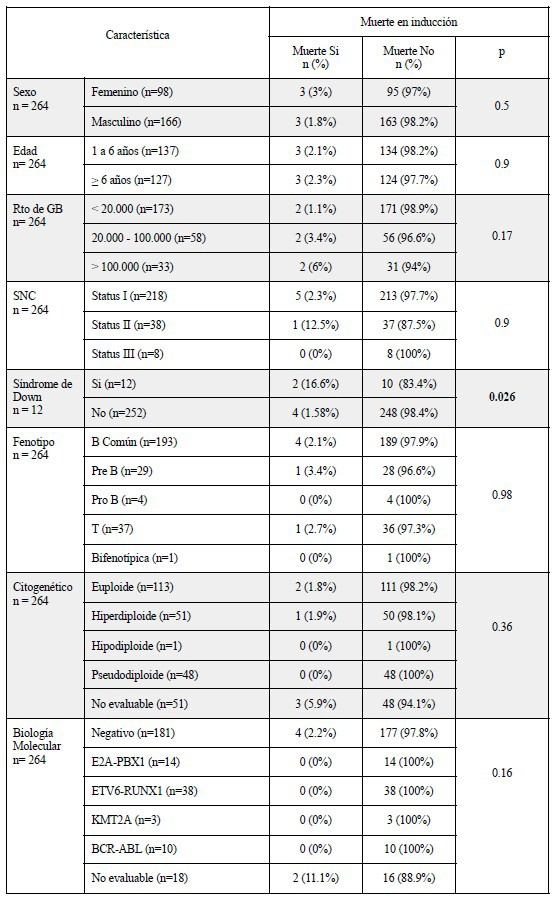 Característica
Muerte en inducción
Muerte Si
n (%)
Muerte No
n (%)
p
Sexo
n = 264
Femenino (n=98)
3 (3%)
95 (97%)
0.5
Masculino (n=166)
3 (1.8%)
163 (98.2%)
Edad
n= 264
1 a 6 años (n=137)
3 (2.1%)
134 (98.2%)
0.9
≥ 6 años (n=127)
3 (2.3%)
124 (97.7%)
Rto de GB
n= 264
< 20.000 (n=173)
2 (1.1%)
171 (98.9%)
0.17
20.000 - 100.000 (n=58)
2 (3.4%)
56 (96.6%)
> 100.000 (n=33)
2 (6%)
31 (94%)
SNC
n = 264
Status I (n=218)
5 (2.3%)
213 (97.7%)
0.9
Status II (n=38)
1 (12.5%)
37 (87.5%)
Status III (n=8)
0 (0%)
8 (100%)
Síndrome de
Down
n = 12
Si (n=12)
2 (16.6%)
10 (83.4%)
0.026
No (n=252)
4 (1.58%)
248 (98.4%)
Fenotipo
n = 264
B Común (n=193)
4 (2.1%)
189 (97.9%)
0.98
Pre B (n=29)
1 (3.4%)
28 (96.6%)
Pro B (n=4)
0 (0%)
4 (100%)
T (n=37)
1 (2.7%)
36 (97.3%)
Bifenotípica (n=1)
0 (0%)
1 (100%)
Citogenético
n = 264
Euploide (n=113)
2 (1.8%)
111 (98.2%)
0.36
Hiperdiploide (n=51)
1 (1.9%)
50 (98.1%)
Hipodiploide (n=1)
0 (0%)
1 (100%)
Pseudodiploide (n=48)
0 (0%)
48 (100%)
No evaluable (n=51)
3 (5.9%)
48 (94.1%)
Biología
Molecular
n= 264
Negativo (n=181)
4 (2.2%)
177 (97.8%)
0.16
E2A-PBX1 (n=14)
0 (0%)
14 (100%)
ETV6-RUNX1 (n=38)
0 (0%)
38 (100%)
KMT2A (n=3)
0 (0%)
3 (100%)
BCR-ABL (n=10)
0 (0%)
10 (100%)
No evaluable (n=18)
2 (11.1%)
16 (88.9%)